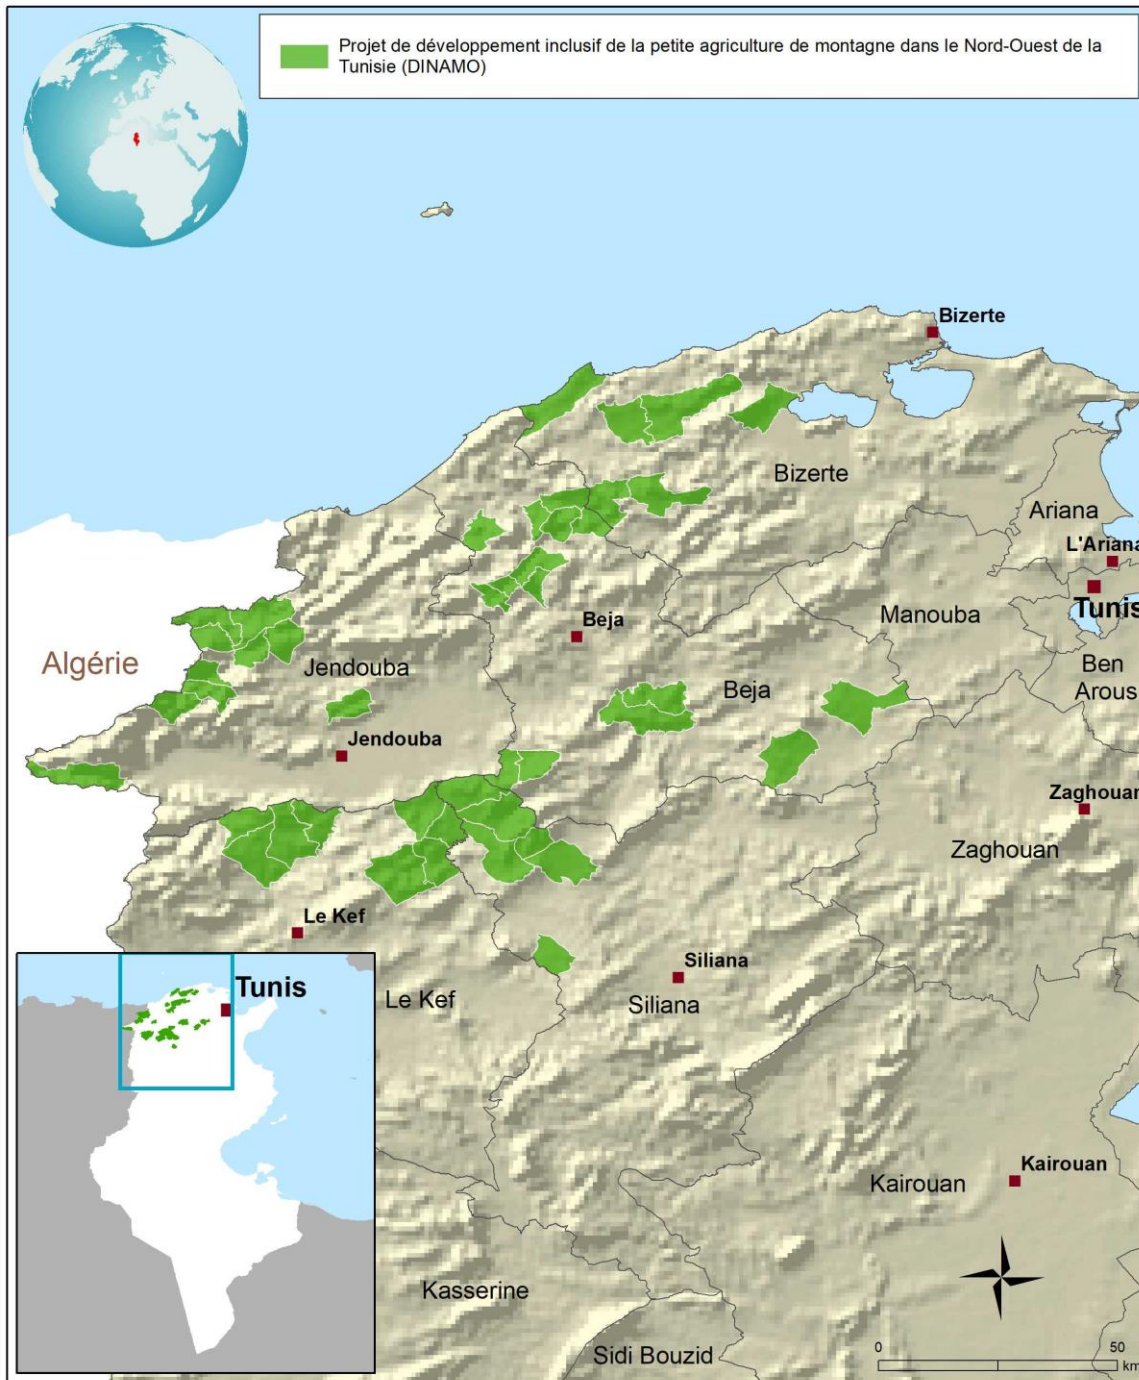 Projet de développement inclusif de la petite agriculture de montagne dans le Nord-Ouest de la
Tunisie (DINAMO)
Bizerte
Bizerte
Ariana
L'Ariana
Tunis
Manouba
Beja
Ben
Arous
Algérie
Jendouba
Beja
Jendouba
Zaghouan
Zaghouan
Le Kef
Siliana
Tunis
Le Kef
Siliana
Kairouan
Kairouan
Kasserine
Sidi Bouzid
0
50
km